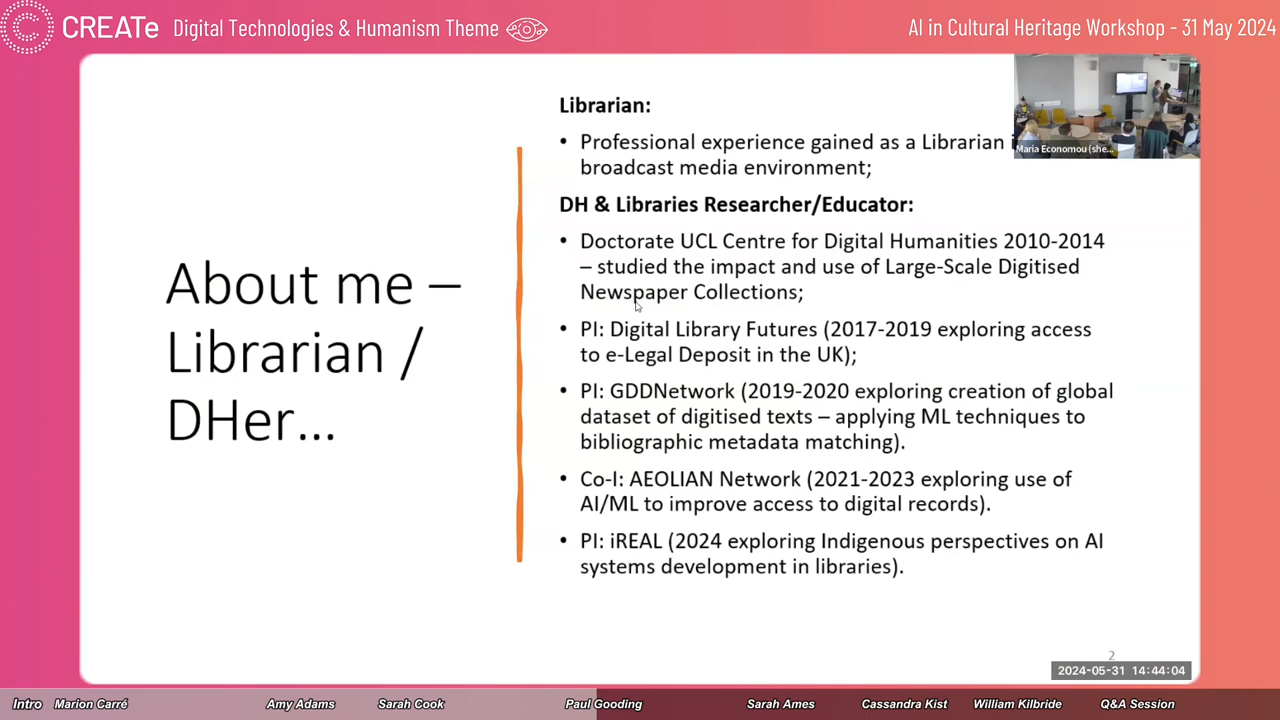 CREATe Digital Technologies & Humanism Theme
AI in Cultural Heritage Workshop - 31 May 2024
About me –
Librarian /
DHer...
Librarian:
• Professional experience gained as a Librarian
broadcast media environment;
DH & Libraries Researcher/Educator:
• Doctorate UCL Centre for Digital Humanities 2010-2014
– studied the impact and use of Large-Scale Digitised
Newspaper Collections;
• PI: Digital Library Futures (2017-2019 exploring access
to e-Legal Deposit in the UK);
• PI: GDDNetwork (2019-2020 exploring creation of global
dataset of digitised texts – applying ML techniques to
bibliographic metadata matching).
• Co-I: AEOLIAN Network (2021-2023 exploring use of
AI/ML to improve access to digital records).
• PI: iREAL (2024 exploring Indigenous perspectives on AI
systems development in libraries).
Maria Economou (she...
2
2024-05-31 14:44:04
Intro Marion Carré Amy Adams Sarah Cook Paul Gooding Sarah Ames Cassandra Kist William Kilbride Q&A Session